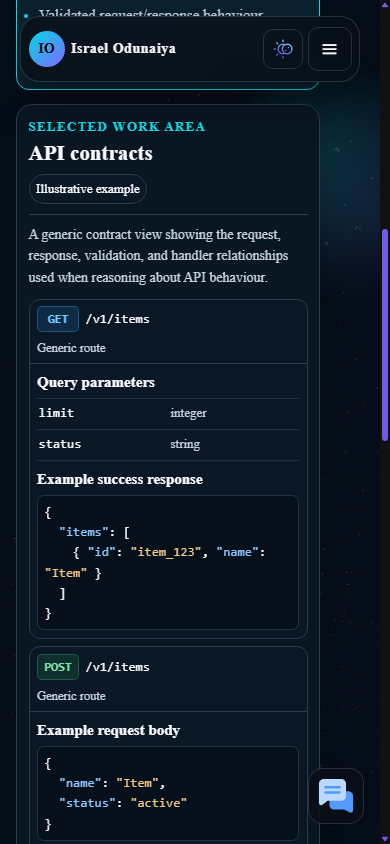 Validated request/response behaviour
IO Israel Odunaiya
SELECTED WORK AREA
API contracts
Illustrative example
A generic contract view showing the request,
response, validation, and handler relationships
used when reasoning about API behaviour.
GET /v1/items
Generic route
Query parameters
limit integer
status string
Example success response
{
"items": [
{ "id": "item_123", "name":
"Item" }
]
}
POST /v1/items
Generic route
Example request body
{
"name": "Item",
"status": "active"
}